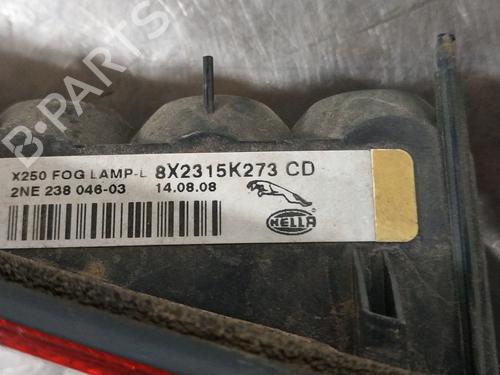 X250 FOG LAMP-L 8X2315K273 CD
2NE 238 046-03 14.08.08
HELLA
B-PARTS